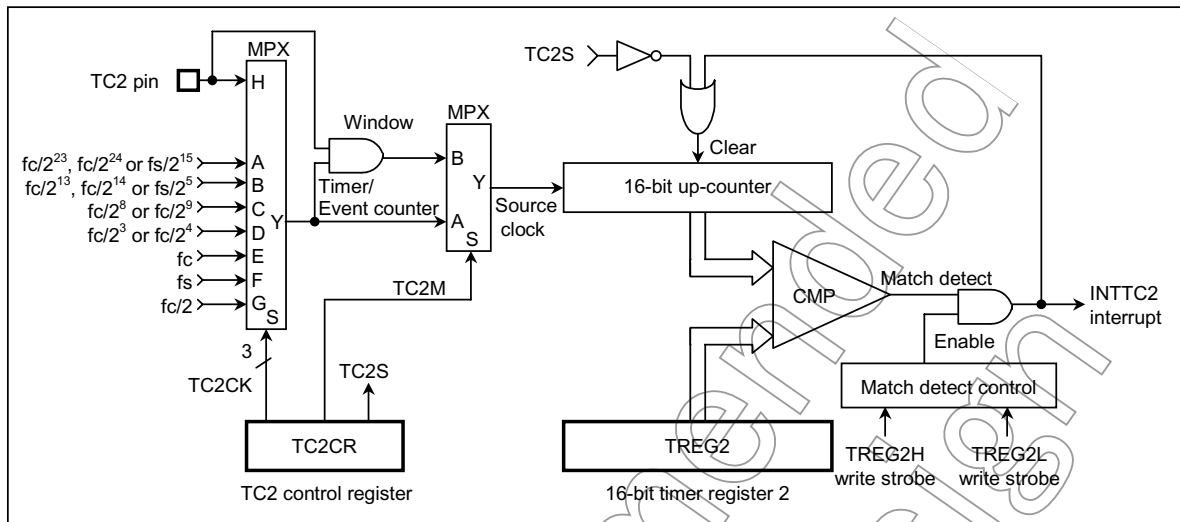 MPX
TC2 pin
H
fc/2²³, fc/2²⁴ or fs/2¹⁵
A
fc/2¹³, fc/2¹⁴ or fs/2⁵
B
fc/2⁸ or fc/2⁹
C
fc/2³ or fc/2⁴
D
fc
E
fs
F
fc/2
G
S
Y
3
TC2CK
Window
Timer/
Event counter
MPX
B
Y
A
S
TC2M
TC2S
Source
clock
TC2CR
TC2 control register
TC2S
Clear
16-bit up-counter
CMP
Match detect
Enable
INTTC2
interrupt
Match detect control
TREG2H
write strobe
TREG2L
write strobe
TREG2
16-bit timer register 2